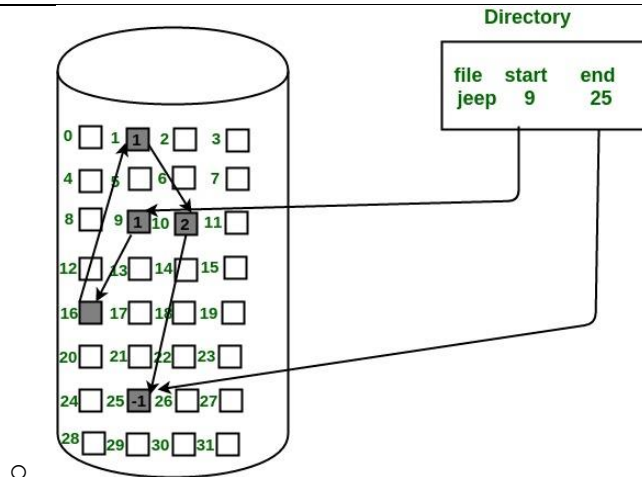 Directory
file start end
jeep 9 25
0 1 1 2 3
4 5 6 7
8 9 1 10 2 11
12 13 14 15
16 17 18 19
20 21 22 23
24 25 -1 26 27
28 29 30 31